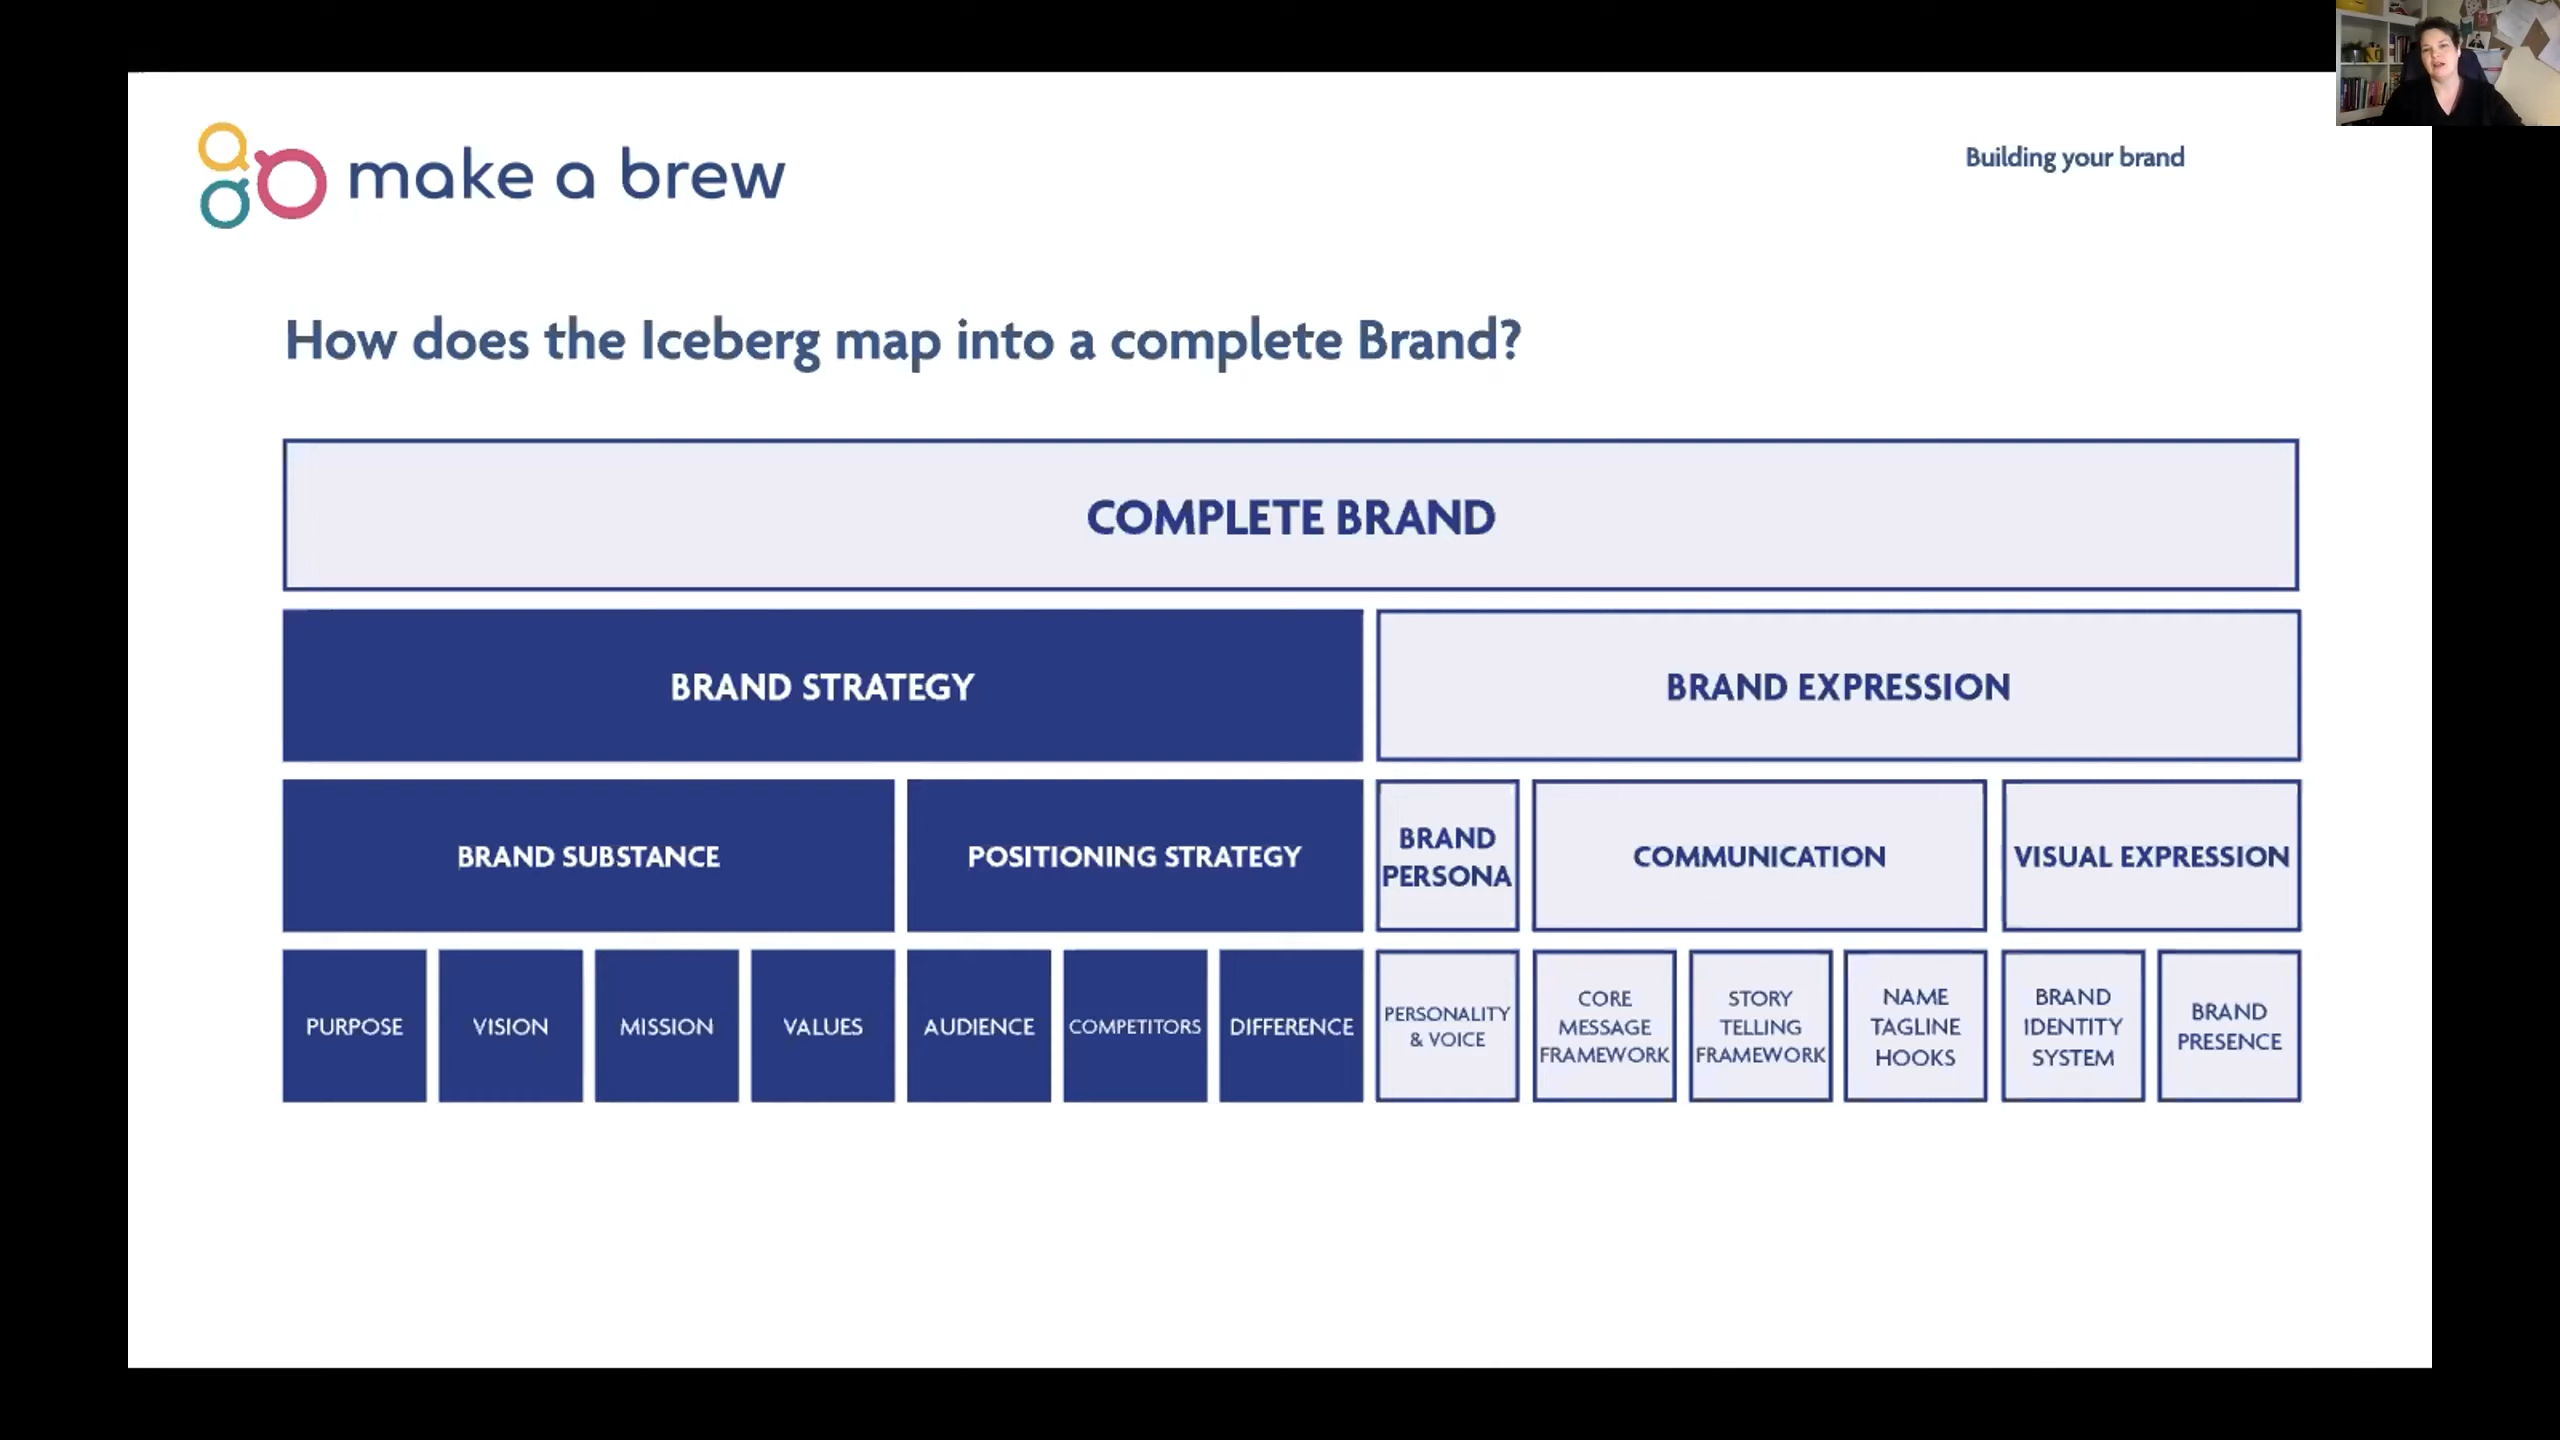 make a brew
Building your brand
How does the Iceberg map into a complete Brand?
COMPLETE BRAND
BRAND STRATEGY
BRAND EXPRESSION
BRAND SUBSTANCE
POSITIONING STRATEGY
BRAND
PERSONA
COMMUNICATION
VISUAL EXPRESSION
PURPOSE
VISION
MISSION
VALUES
AUDIENCE
COMPETITORS
DIFFERENCE
PERSONALITY
& VOICE
CORE
MESSAGE
FRAMEWORK
STORY
TELLING
FRAMEWORK
NAME
TAGLINE
HOOKS
BRAND
IDENTITY
SYSTEM
BRAND
PRESENCE